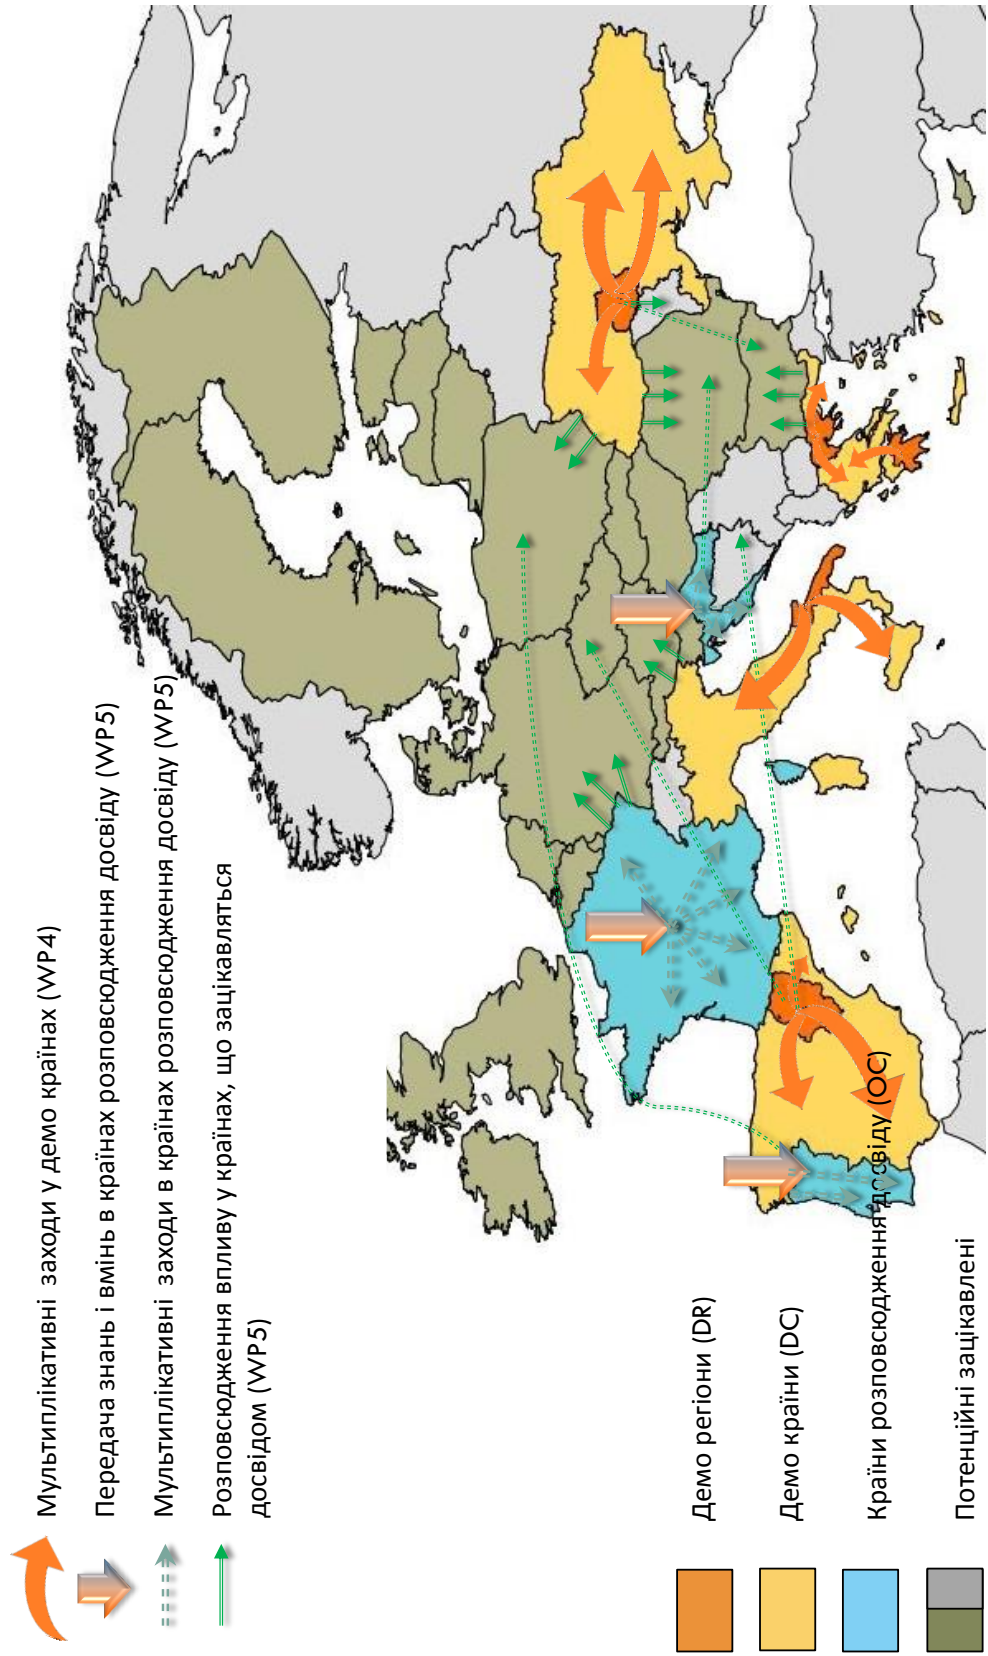 Мультиплікативні заходи у демо країнах (WP4)
Передача знань і вмінь в країнах розповсюдження досвіду (WP5)
Мультиплікативні заходи в країнах розповсюдження досвіду (WP5)
Розповсюдження впливу у країнах, що зацікавляться
досвідом (WP5)
Демо регіони (DR)
Демо країни (DC)
Країни розповсюдження досвіду (OC)
Потенційні зацікавлені